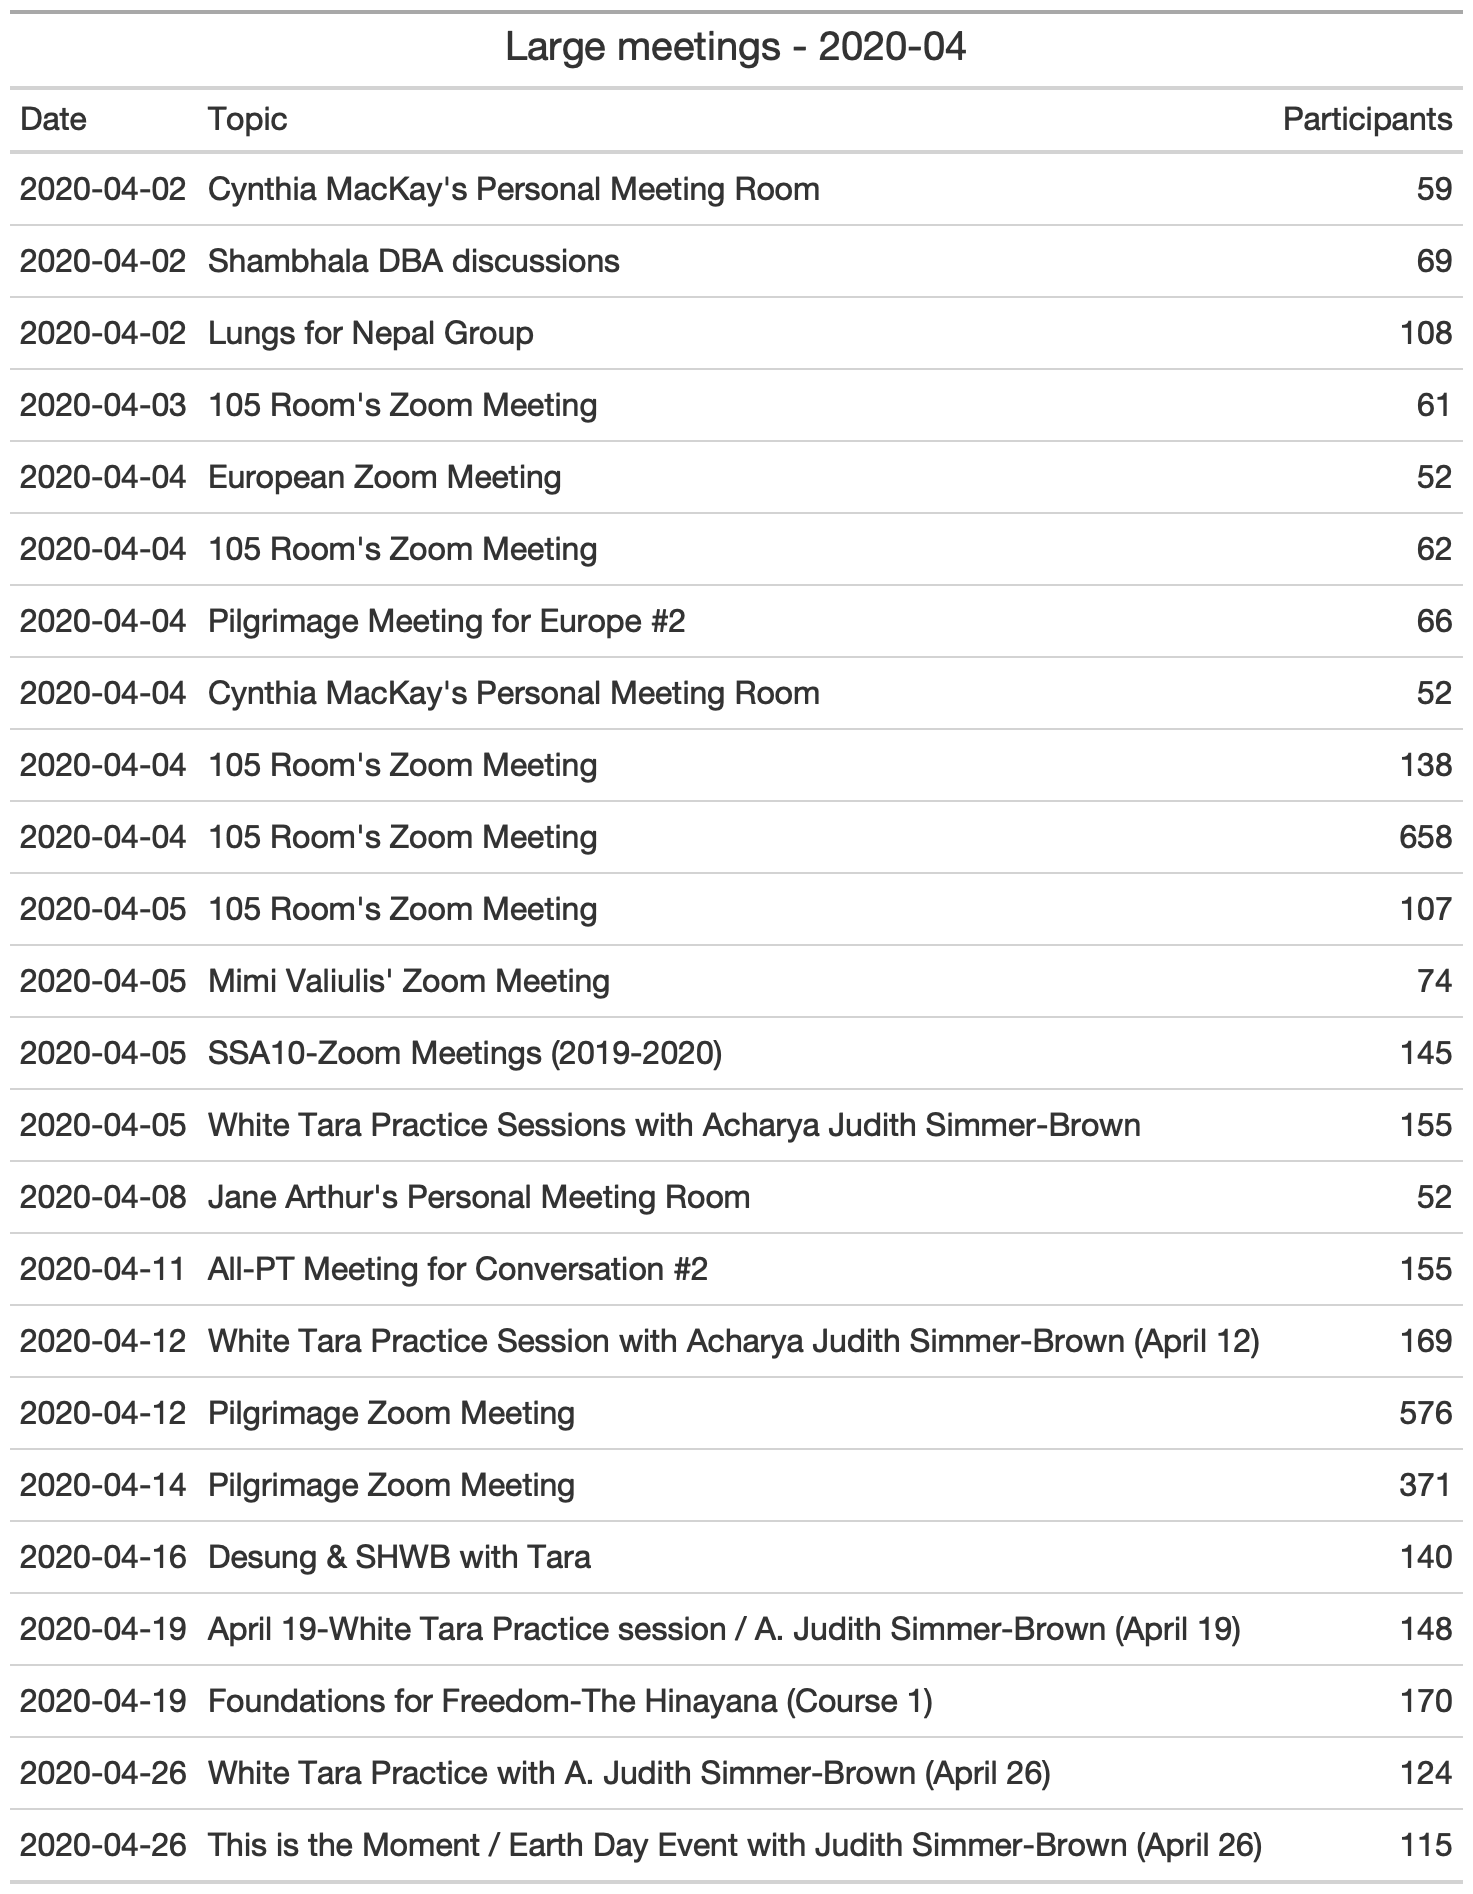 Large meetings - 2020-04
Date Topic Participants
2020-04-02 Cynthia MacKay's Personal Meeting Room 59
2020-04-02 Shambhala DBA discussions 69
2020-04-02 Lungs for Nepal Group 108
2020-04-03 105 Room's Zoom Meeting 61
2020-04-04 European Zoom Meeting 52
2020-04-04 105 Room's Zoom Meeting 62
2020-04-04 Pilgrimage Meeting for Europe #2 66
2020-04-04 Cynthia MacKay's Personal Meeting Room 52
2020-04-04 105 Room's Zoom Meeting 138
2020-04-04 105 Room's Zoom Meeting 658
2020-04-05 105 Room's Zoom Meeting 107
2020-04-05 Mimi Valiulis' Zoom Meeting 74
2020-04-05 SSA10-Zoom Meetings (2019-2020) 145
2020-04-05 White Tara Practice Sessions with Acharya Judith Simmer-Brown 155
2020-04-08 Jane Arthur's Personal Meeting Room 52
2020-04-11 All-PT Meeting for Conversation #2 155
2020-04-12 White Tara Practice Session with Acharya Judith Simmer-Brown (April 12) 169
2020-04-12 Pilgrimage Zoom Meeting 576
2020-04-14 Pilgrimage Zoom Meeting 371
2020-04-16 Desung & SHWB with Tara 140
2020-04-19 April 19-White Tara Practice session / A. Judith Simmer-Brown (April 19) 148
2020-04-19 Foundations for Freedom-The Hinayana (Course 1) 170
2020-04-26 White Tara Practice with A. Judith Simmer-Brown (April 26) 124
2020-04-26 This is the Moment / Earth Day Event with Judith Simmer-Brown (April 26) 115